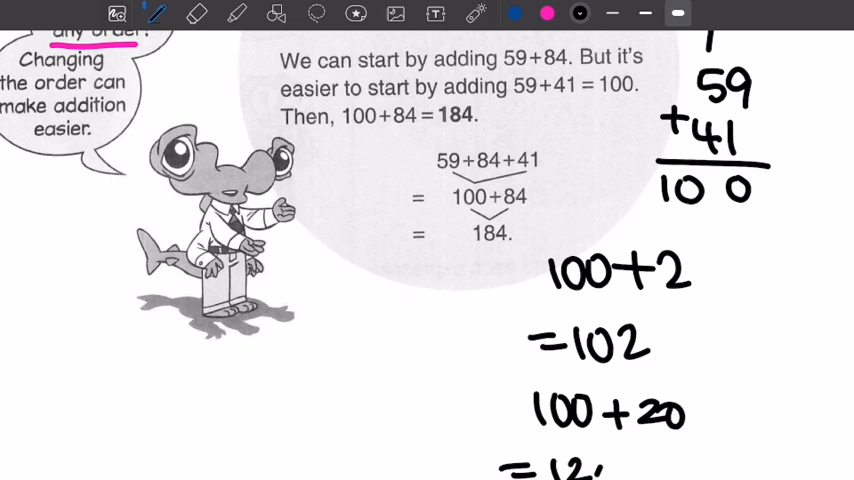 any order.
Changing
the order can
make addition
easier.
We can start by adding 59+84. But it's
easier to start by adding 59+41=100.
Then, 100+84=184.
59+84+41
= 100+84
= 184.
59
+41
100
100+2
=102
100+20